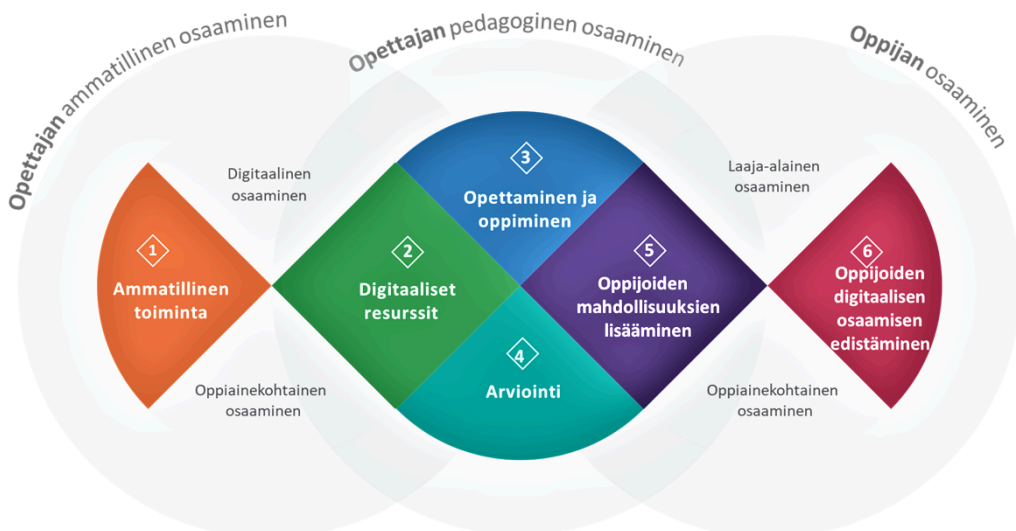 Opettajan ammatillinen osaaminen
Opettajan pedagoginen osaaminen
Oppijan osaaminen
Digitaalinen
osaaminen
Laaja-alainen
osaaminen
1
Ammatillinen
toiminta
2
Digitaaliset
resurssit
3
Opettaminen ja
oppiminen
4
Arviointi
5
Oppijoiden
mahdollisuuksien
lisääminen
6
Oppijoiden
digitaalisen
osaamisen
edistäminen
Oppiainekohtainen
osaaminen
Oppiainekohtainen
osaaminen